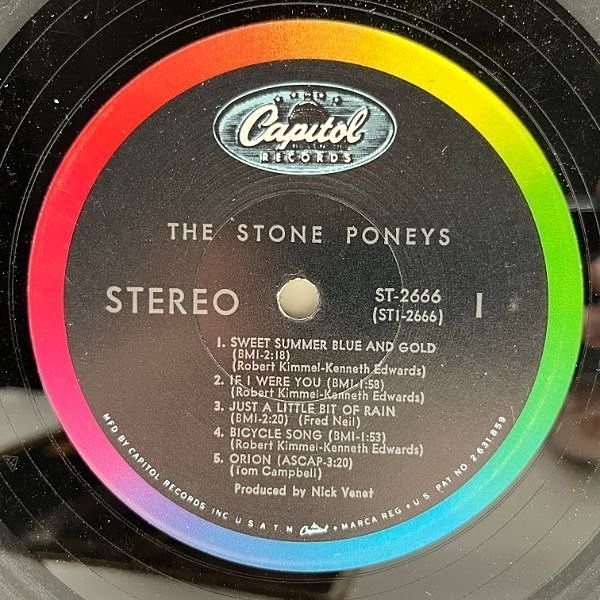 Capitol
RECORDS
THE STONE PONEYS
STEREO
ST-2666
(ST1-2666)
I
1. SWEET SUMMER BLUE AND GOLD
(BMI-2:18)
(Robert Kimmel-Kenneth Edwards)
2. IF I WERE YOU (BMI-1:58)
(Robert Kimmel-Kenneth Edwards)
3. JUST A LITTLE BIT OF RAIN
(BMI-2:20) (Fred Neil)
4. BICYCLE SONG (BMI-1:53)
(Robert Kimmel-Kenneth Edwards)
5. ORION (ASCAP-3:20)
(Tom Campbell)
Produced by Nick Venet
MFD BY CAPITOL RECORDS, INC U.S.A. T.M. Capitol • MARCA REG • U.S. PAT NO 2631859